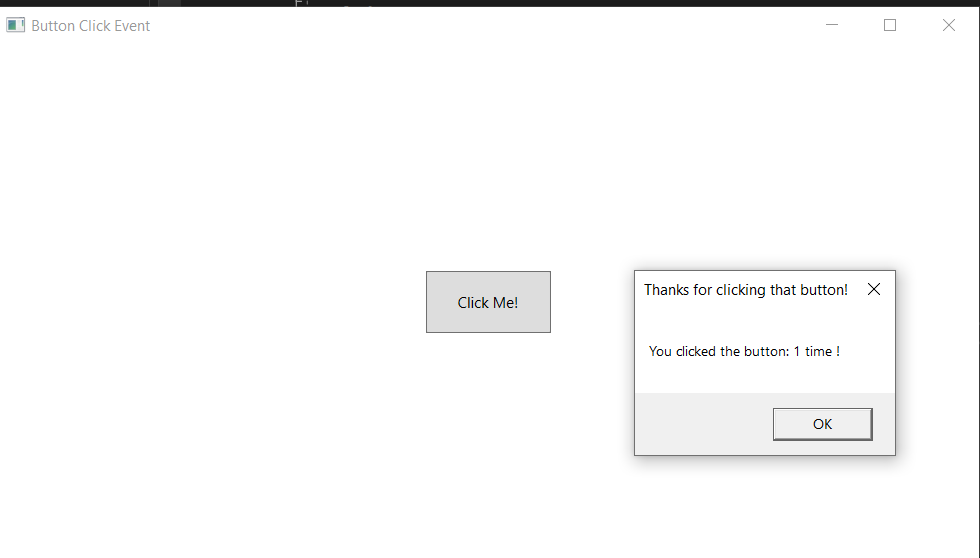 Button Click Event
Click Me!
Thanks for clicking that button!
You clicked the button: 1 time !
OK